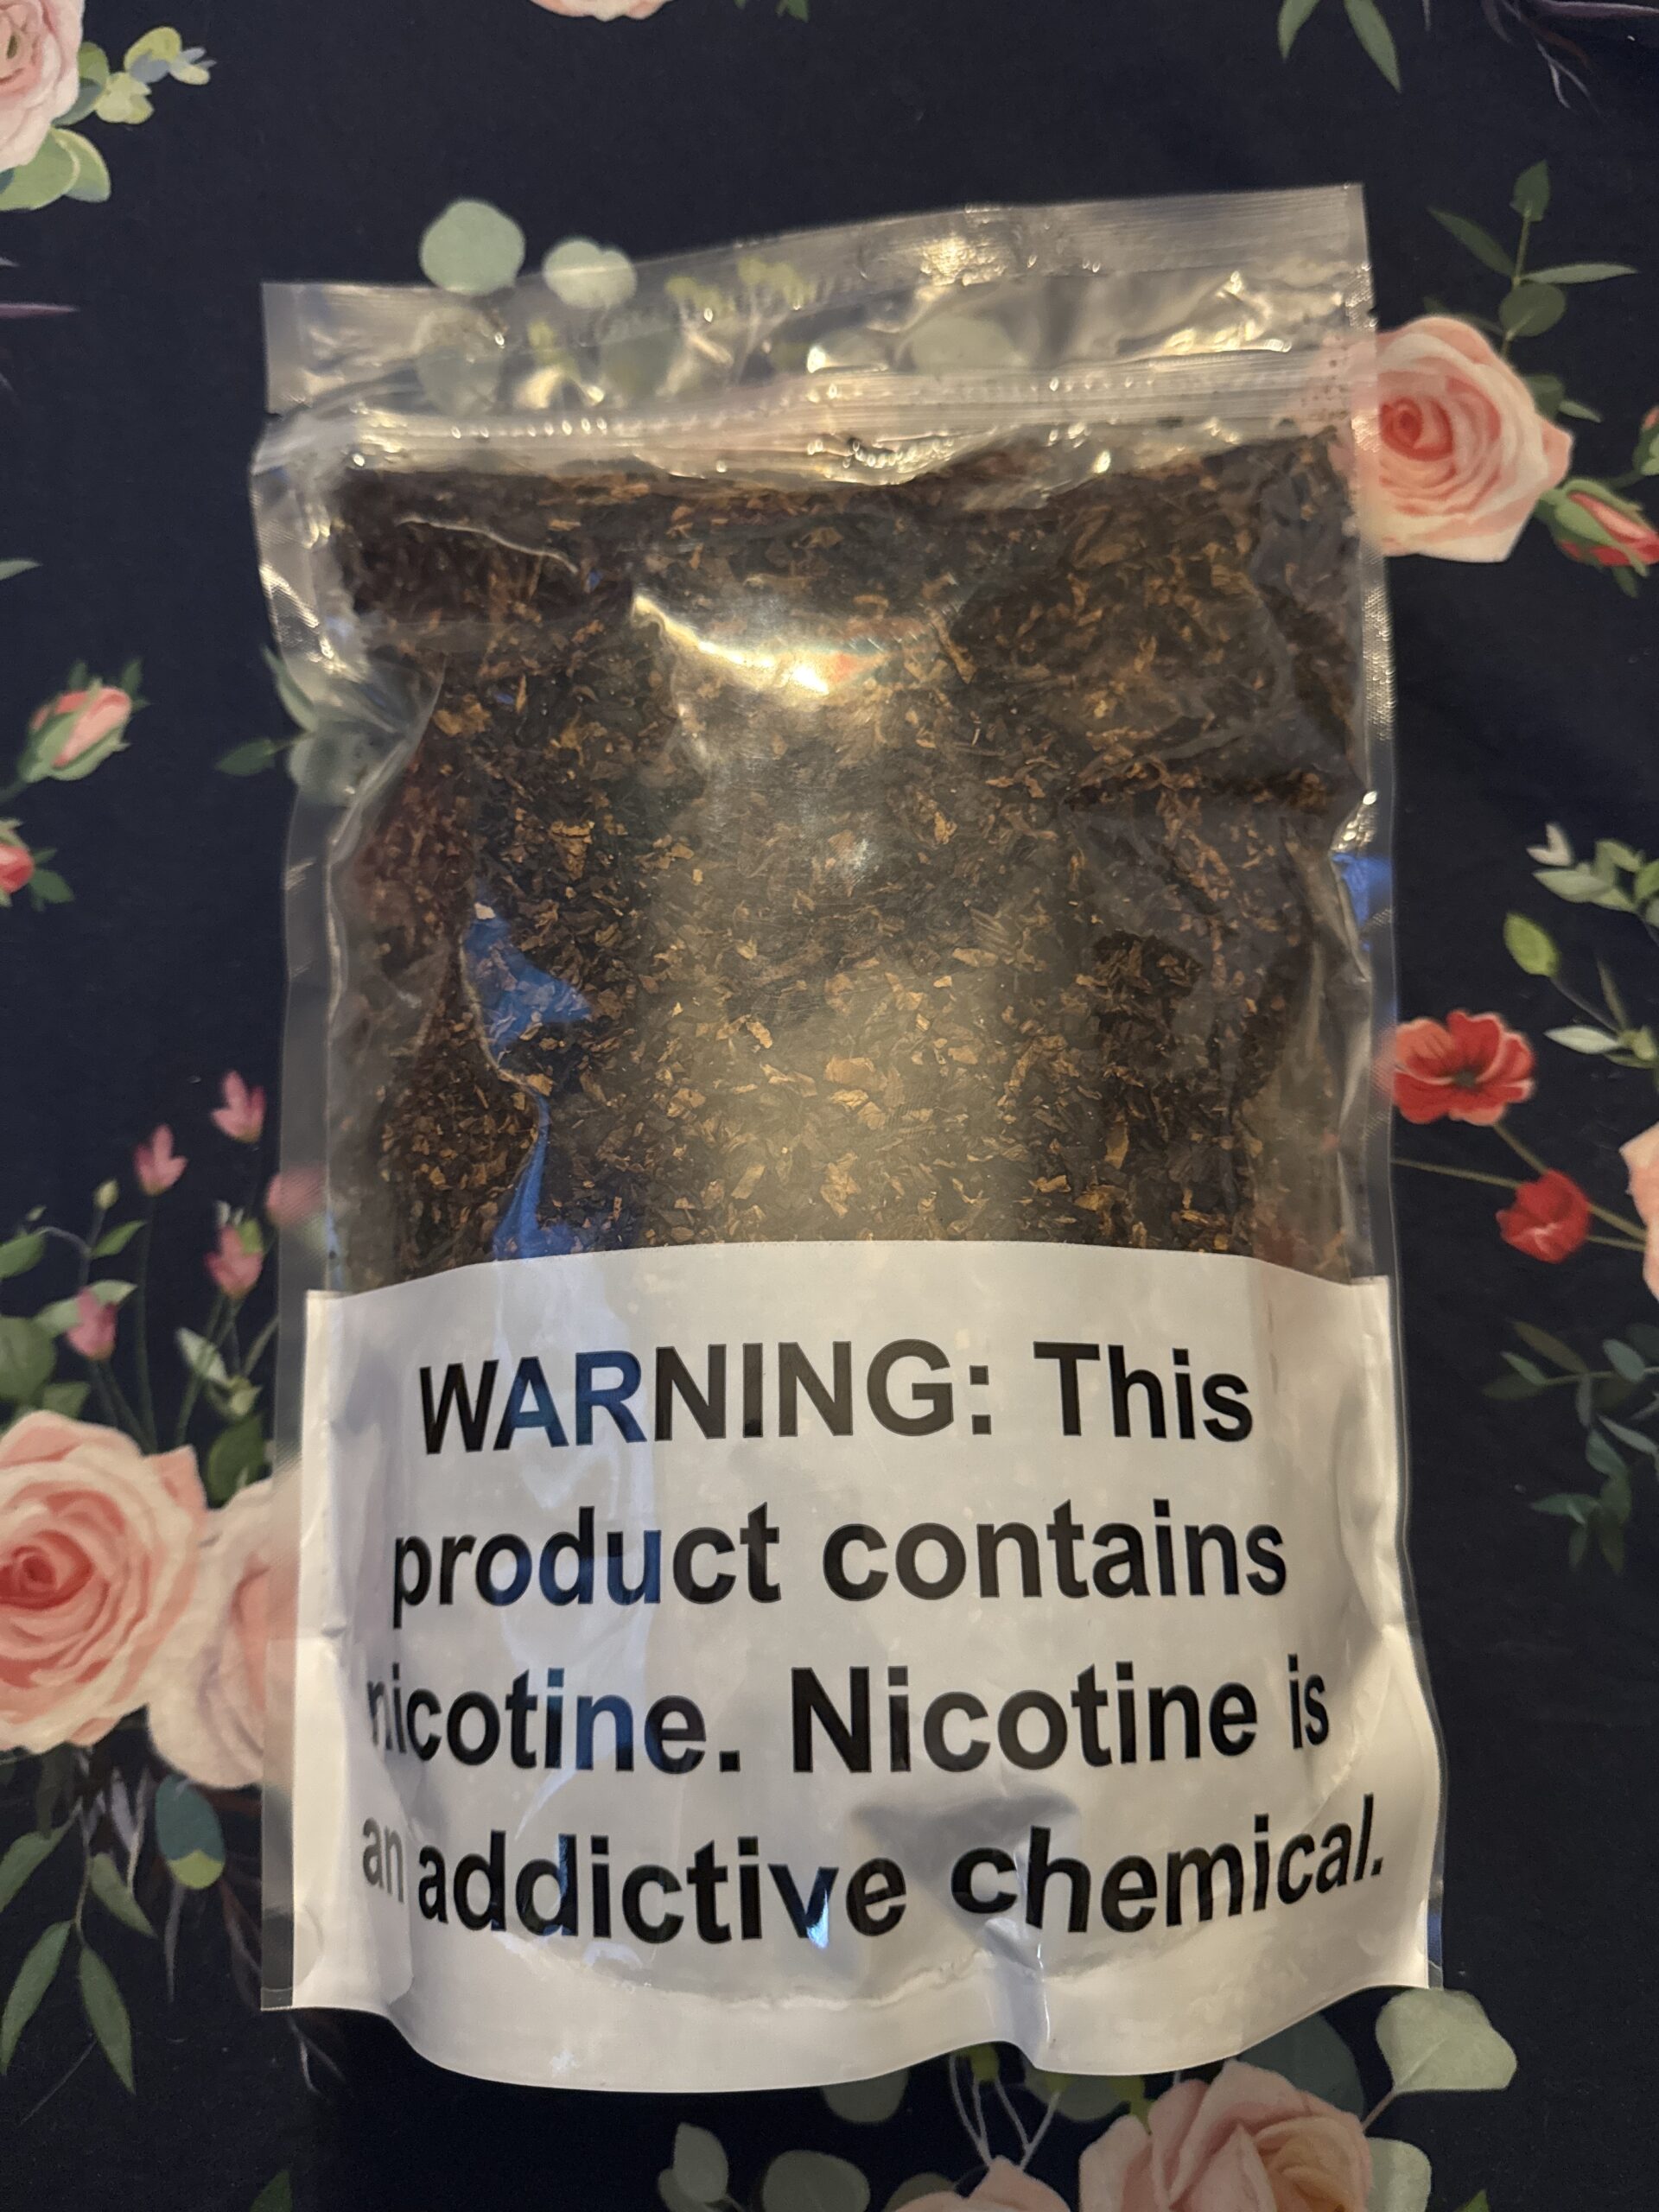 WARNING: This
product contains
nicotine. Nicotine is
an addictive chemical.